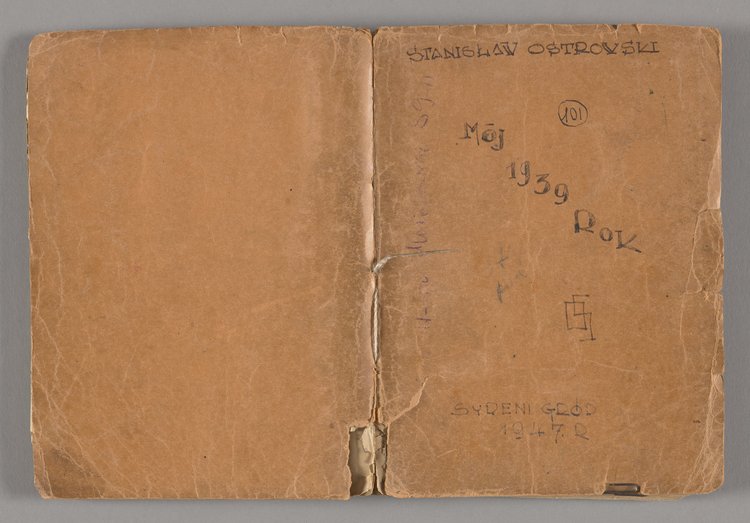 STANISŁAW OSTROWSKI
101
Mój
1939
Rok
SYRENI GRÓD
1947.R